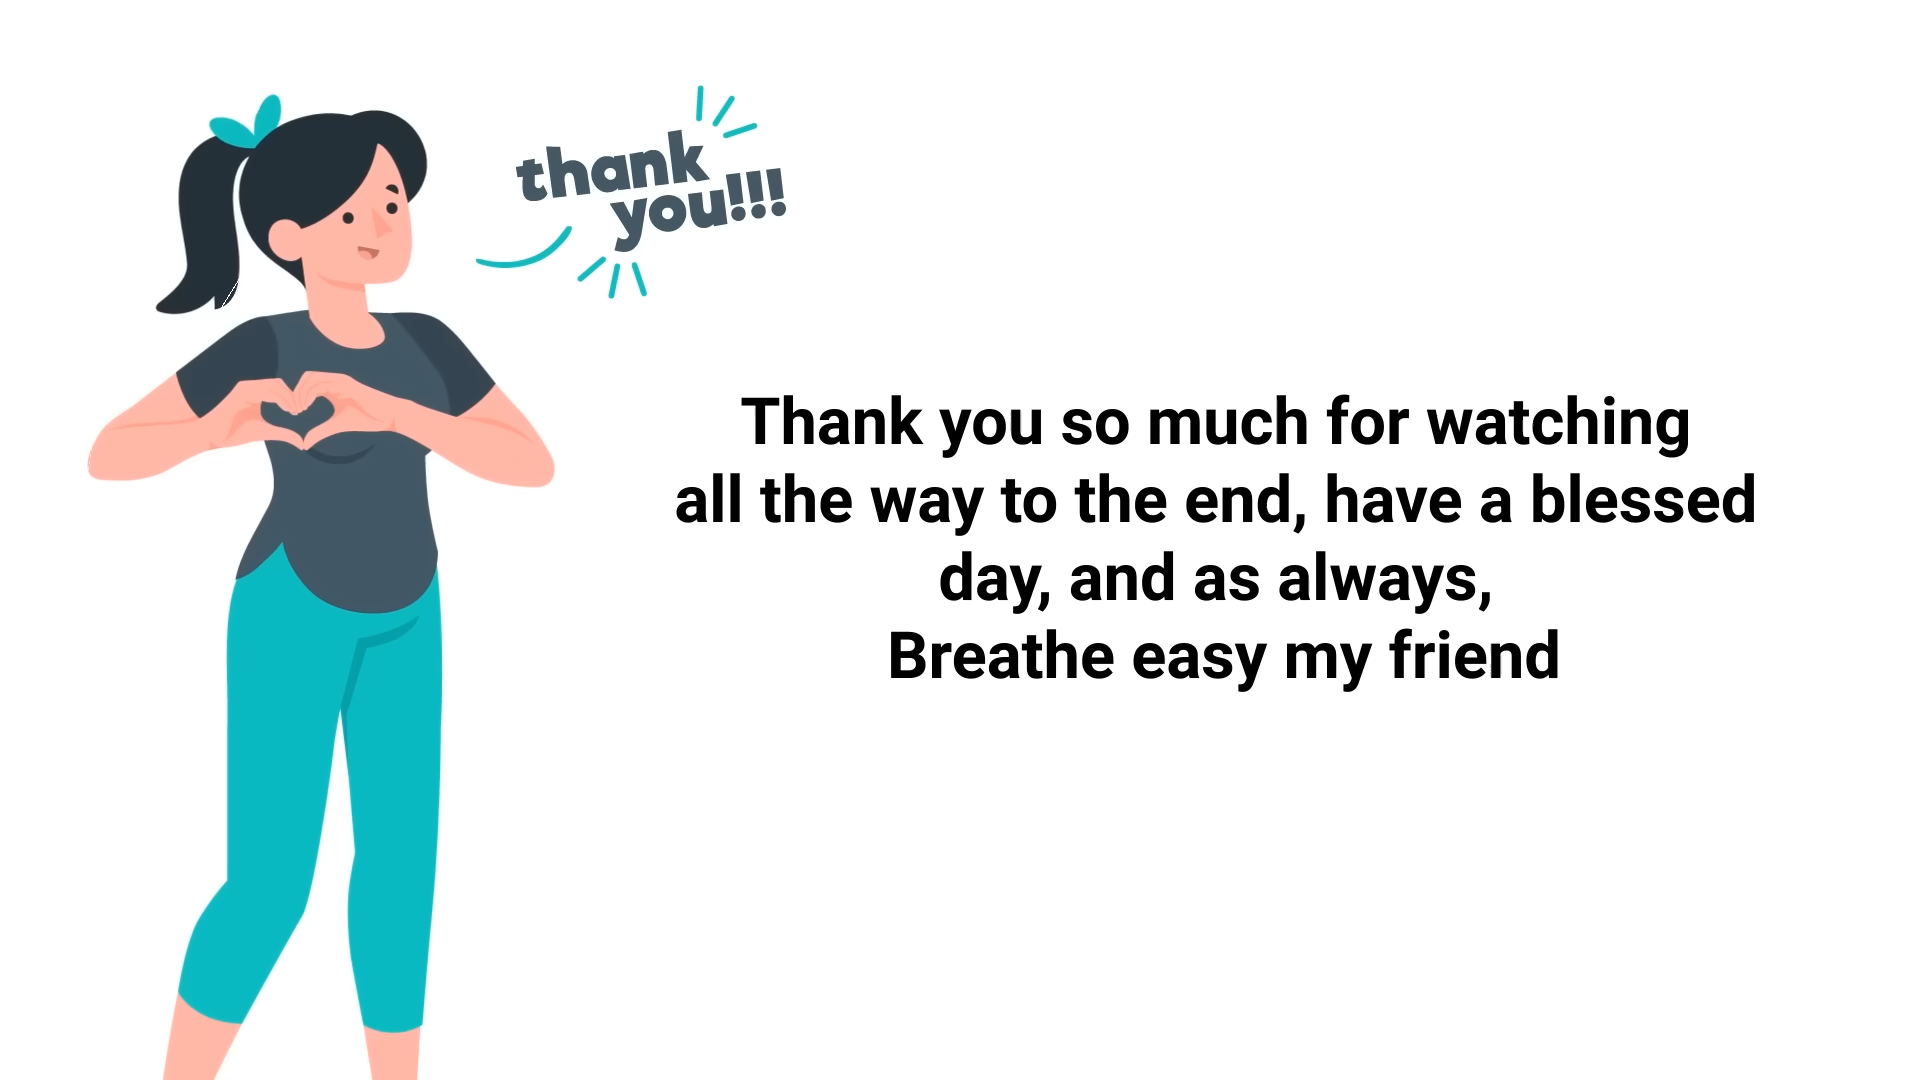 thank
you!!!
Thank you so much for watching
all the way to the end, have a blessed
day, and as always,
Breathe easy my friend